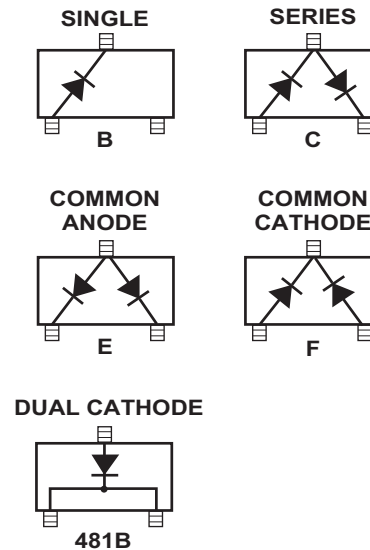 SINGLE
B
SERIES
C
COMMON
ANODE
E
COMMON
CATHODE
F
DUAL CATHODE
481B